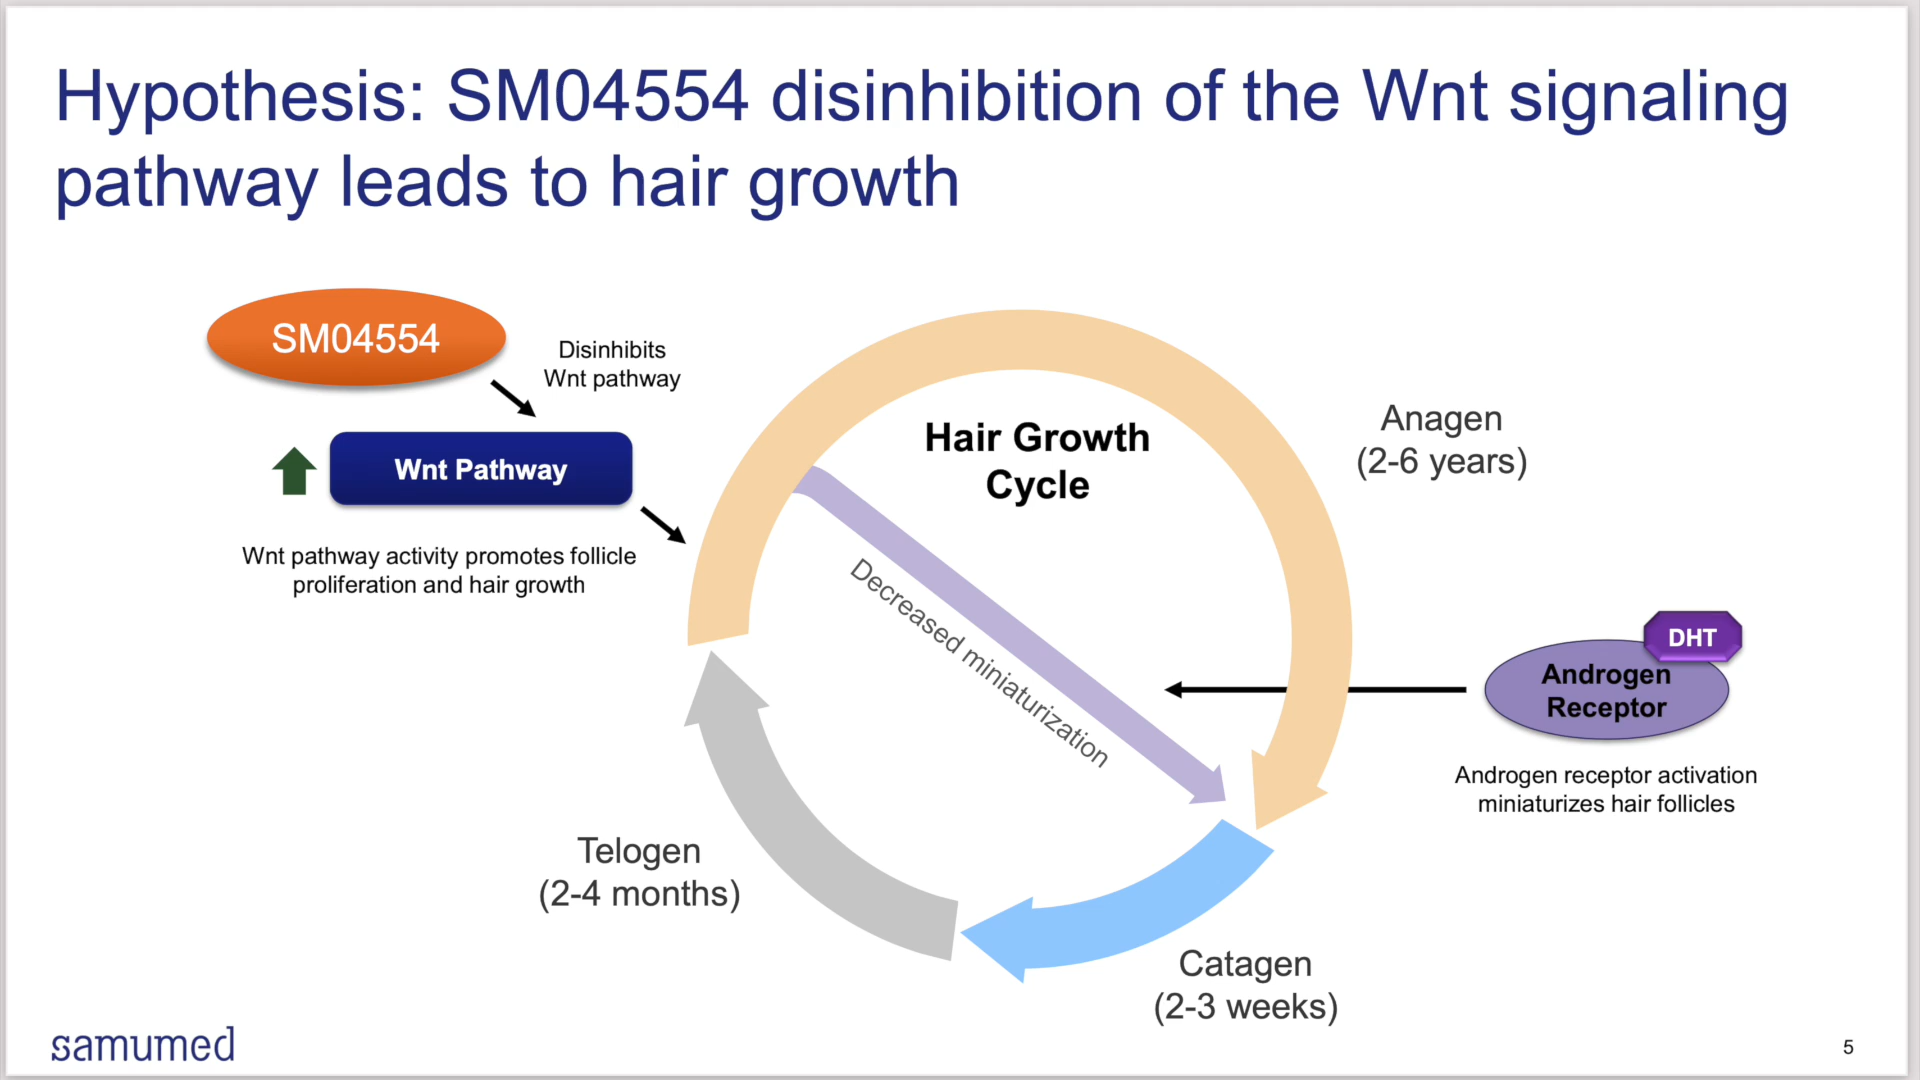 Hypothesis: SM04554 disinhibition of the Wnt signaling
pathway leads to hair growth
SM04554
Disinhibits
Wnt pathway
Wnt Pathway
Wnt pathway activity promotes follicle
proliferation and hair growth
Hair Growth
Cycle
Decreased miniaturization
Anagen
(2-6 years)
DHT
Androgen
Receptor
Androgen receptor activation
miniaturizes hair follicles
Telogen
(2-4 months)
Catagen
(2-3 weeks)
samumed
5